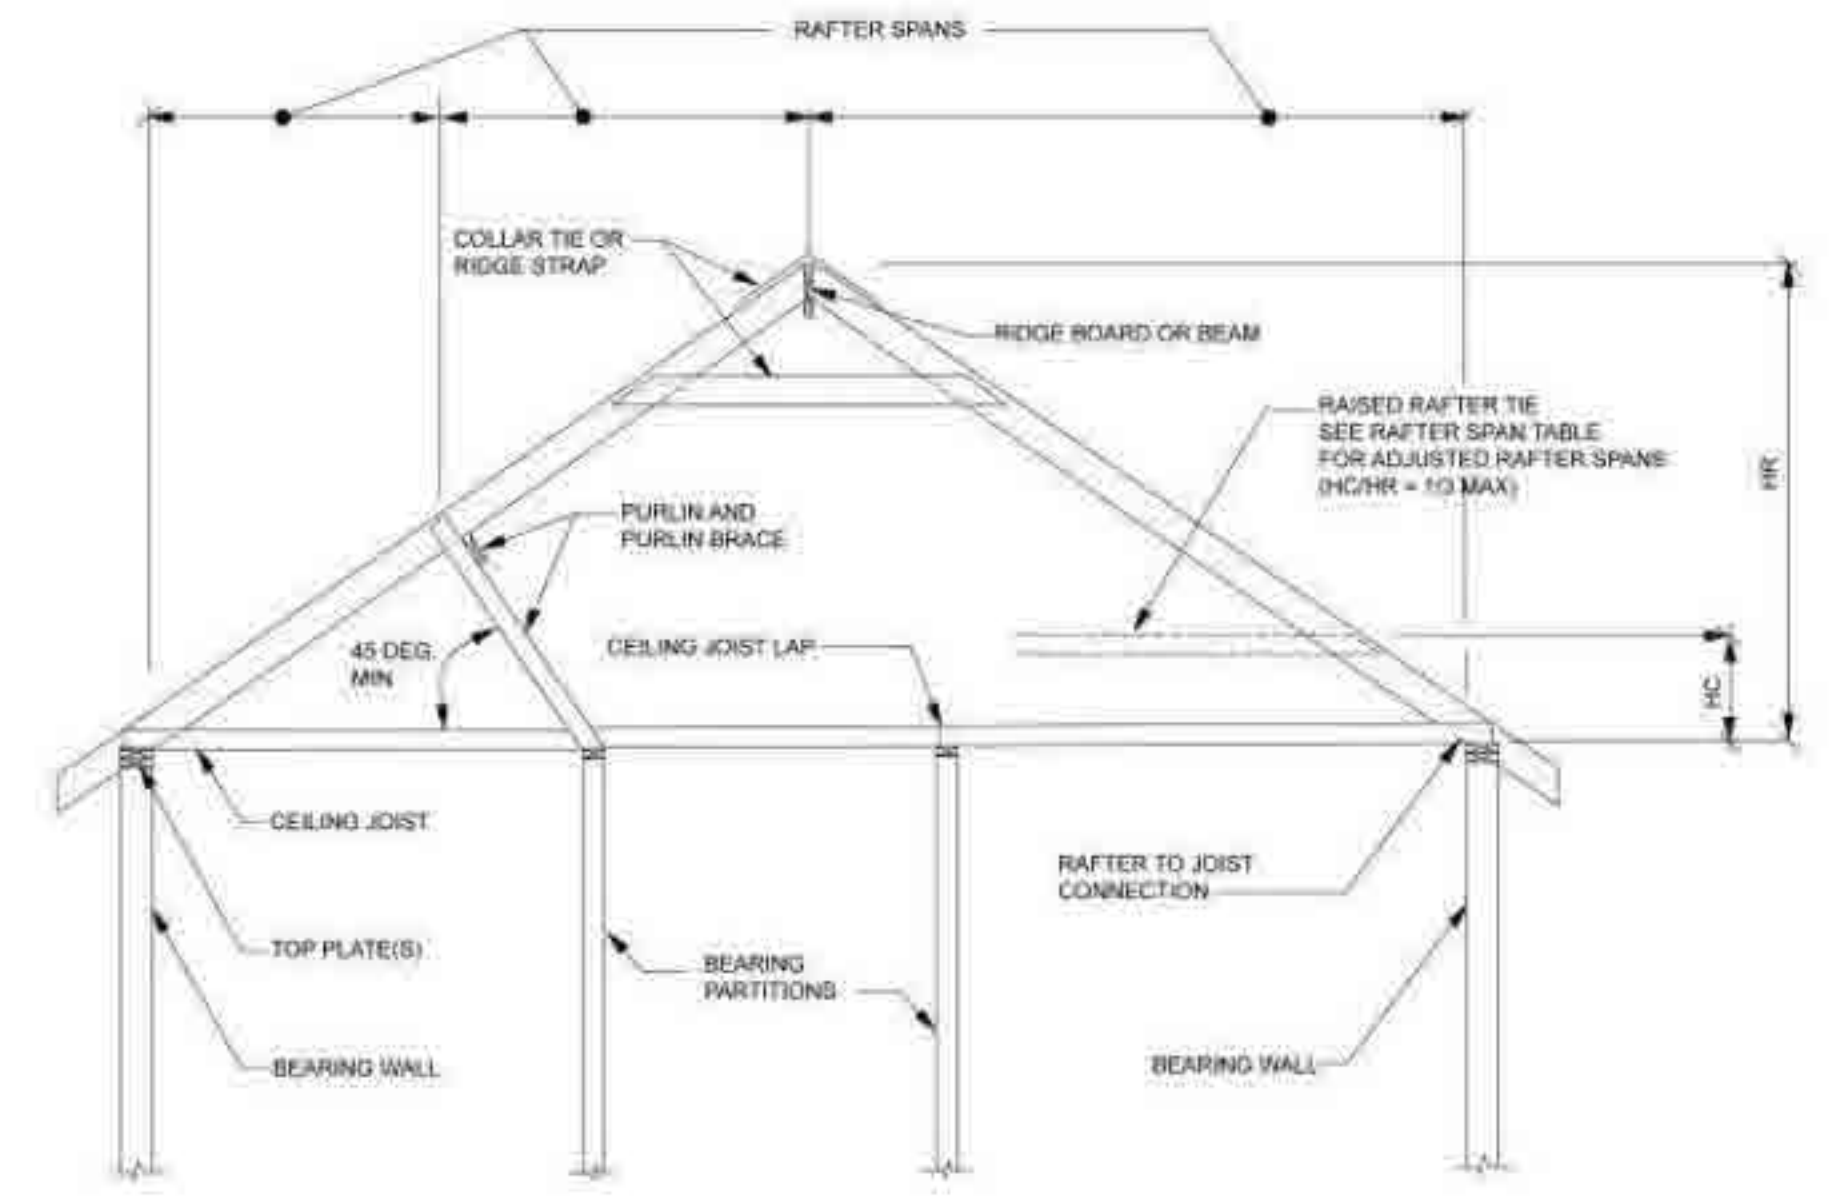 RAFTER SPANS
COLLAR TIE OR
RIDGE STRAP
RIDGE BOARD OR BEAM
RAISED RAFTER TIE
SEE RAFTER SPAN TABLE
FOR ADJUSTED RAFTER SPANS
(HC/HR = 1/3 MAX)
HR
PURLIN AND
PURLIN BRACE
45 DEG.
MIN
CEILING JOIST LAP
HC
CEILING JOIST
RAFTER TO JOIST
CONNECTION
TOP PLATE(S)
BEARING
PARTITIONS
BEARING WALL
BEARING WALL